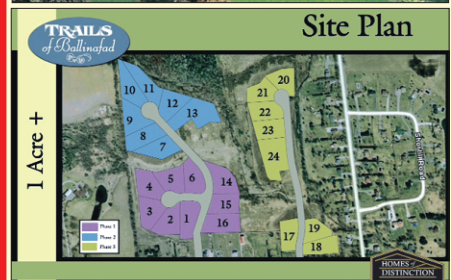 TRAILS
of Ballinafad
Site Plan
1 Acre +
20
11
10
21
12
13
22
9
23
8
7
24
5
6
4
14
3
15
2
1
16
19
17
18
Phase 1
Phase 2
Phase 3
HOMES of
DISTINCTION